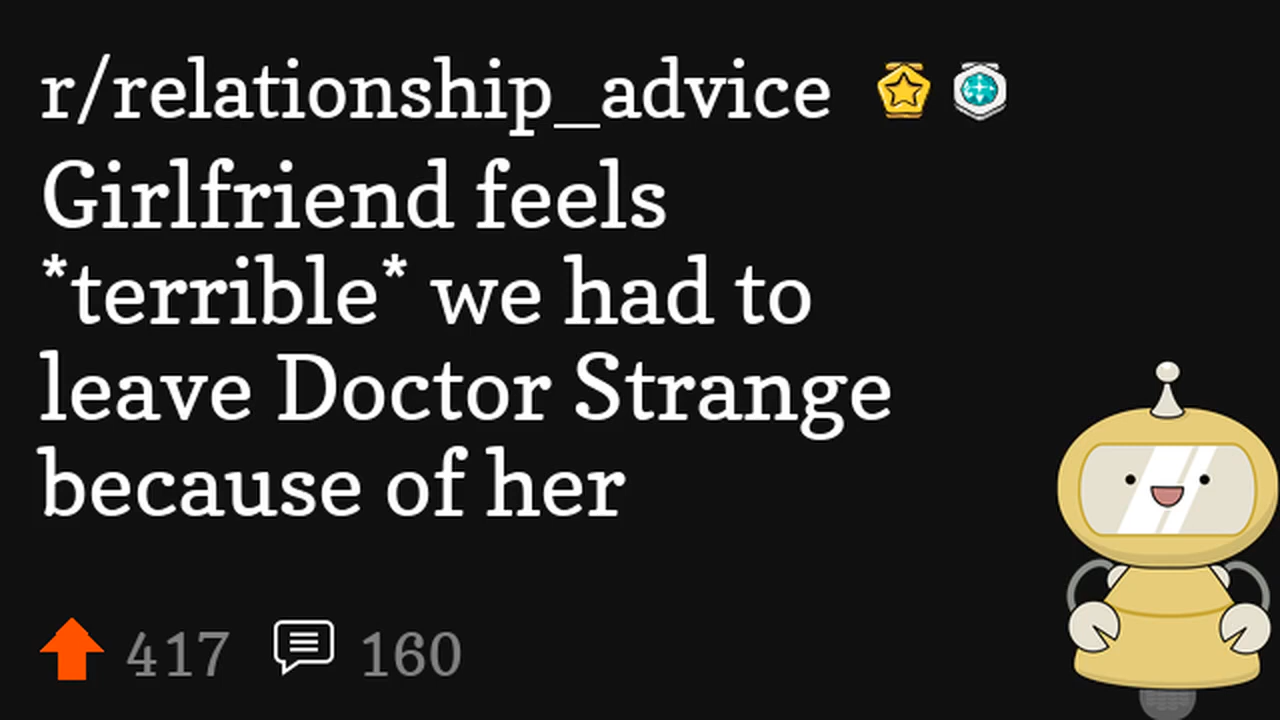 r/relationship_advice
Girlfriend feels
*terrible* we had to
leave Doctor Strange
because of her
417 160